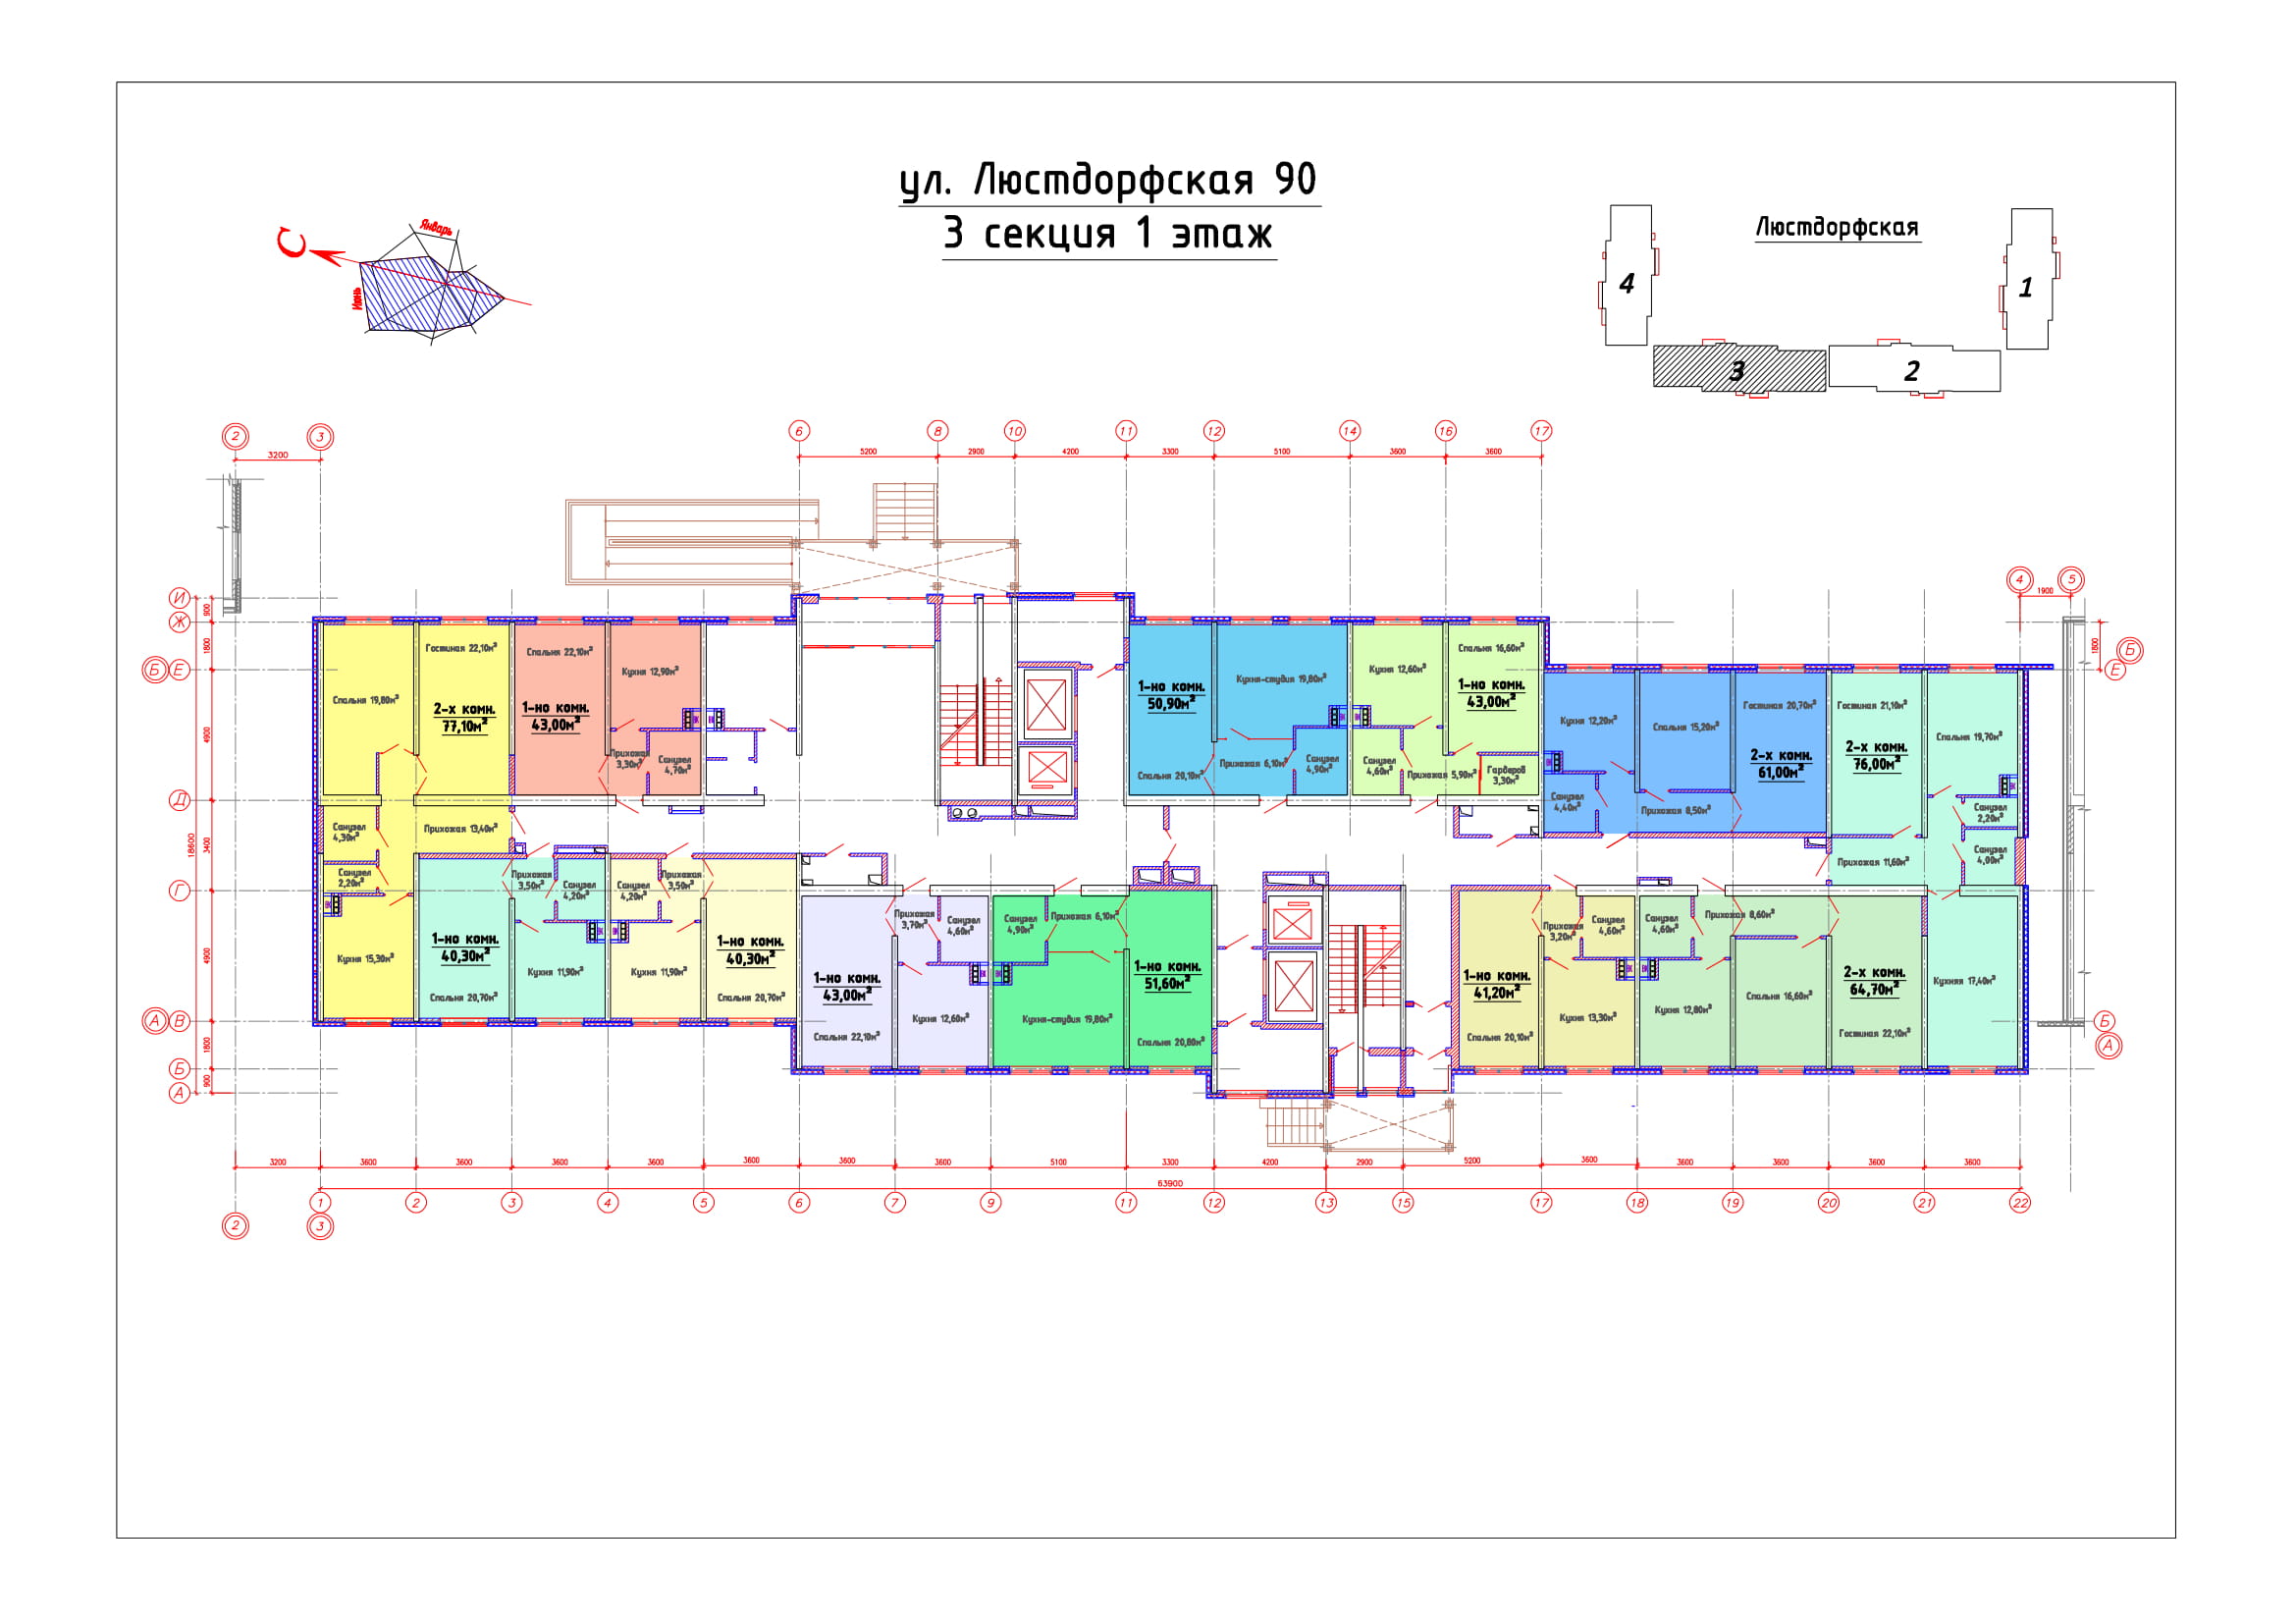 ул. Люстдорфская 90
3 секция 1 этаж
С
Январь
Июнь
Люстдорфская
4
1
3
2
2
3
6
8
10
11
12
14
16
17
3200
5200
2900
4200
3300
5100
3600
3600
4
5
1900
И
Ж
Б
Е
Д
Г
А
В
Б
А
900
1800
4900
3400
4900
1800
900
18600
1800
Б
Е
Б
А
Спальня 19,80м²
Гостиная 22,10м²
2-х комн.
77,10м²
Санузел
4,30м²
Прихожая 13,40м²
Санузел
2,20м²
Кухня 15,30м²
Спальня 22,10м²
Кухня 12,90м²
1-но комн.
43,00м²
Прихожая
3,30м²
Санузел
4,70м²
1-но комн.
50,90м²
Кухня-студия 19,80м²
Спальня 20,10м²
Прихожая 6,10м²
Санузел
4,90м²
Кухня 12,60м²
Спальня 16,60м²
1-но комн.
43,00м²
Санузел
4,60м²
Прихожая 5,90м²
Гардероб
3,30м²
Кухня 12,20м²
Спальня 15,20м²
Гостиная 20,70м²
2-х комн.
61,00м²
Санузел
4,40м²
Прихожая 8,50м²
Гостиная 21,10м²
Спальня 19,70м²
2-х комн.
76,00м²
Санузел
2,20м²
Санузел
4,00м²
Прихожая 11,60м²
Кухняя 17,40м²
Прихожая
3,50м²
Санузел
4,20м²
1-но комн.
40,30м²
Кухня 11,90м²
Спальня 20,70м²
Санузел
4,20м²
Прихожая
3,50м²
1-но комн.
40,30м²
Кухня 11,90м²
Спальня 20,70м²
Прихожая
3,70м²
Санузел
4,60м²
1-но комн.
43,00м²
Кухня 12,60м²
Спальня 22,10м²
Санузел
4,90м²
Прихожая 6,10м²
1-но комн.
51,60м²
Кухня-студия 19,80м²
Спальня 20,80м²
Прихожая
3,20м²
Санузел
4,60м²
1-но комн.
41,20м²
Кухня 13,30м²
Спальня 20,10м²
Санузел
4,60м²
Прихожая 8,60м²
2-х комн.
64,70м²
Кухня 12,80м²
Спальня 16,60м²
Гостиная 22,10м²
3200
3600
3600
3600
3600
3600
3600
3600
5100
3300
4200
2900
5200
3600
3600
3600
3600
3600
63900
1
2
3
4
5
6
7
9
11
12
13
15
17
18
19
20
21
22
2
3